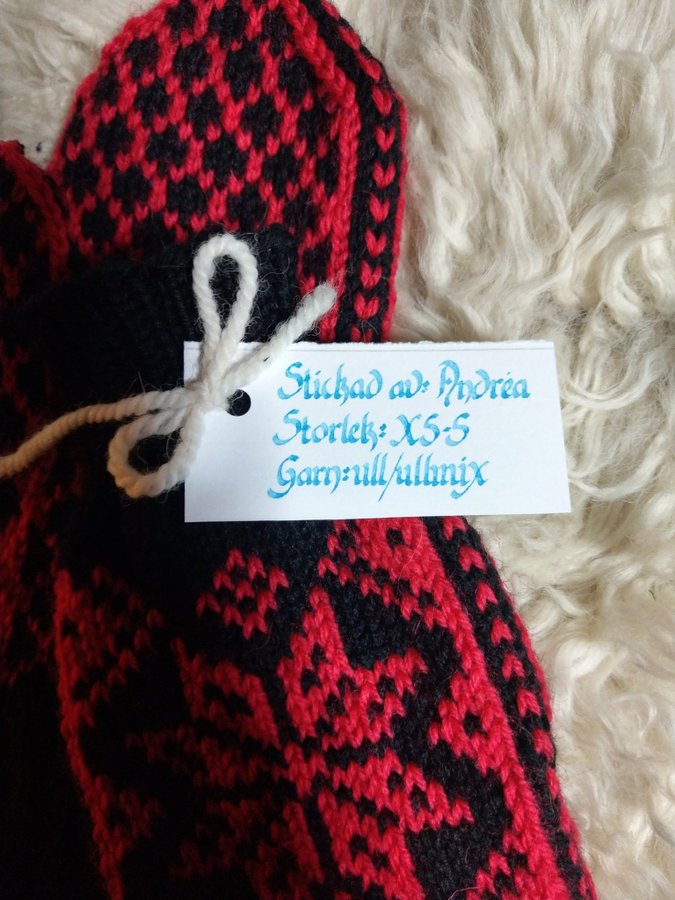 Stickad av: Andréa
Storlek: XS-S
Garn: ull/ullmix